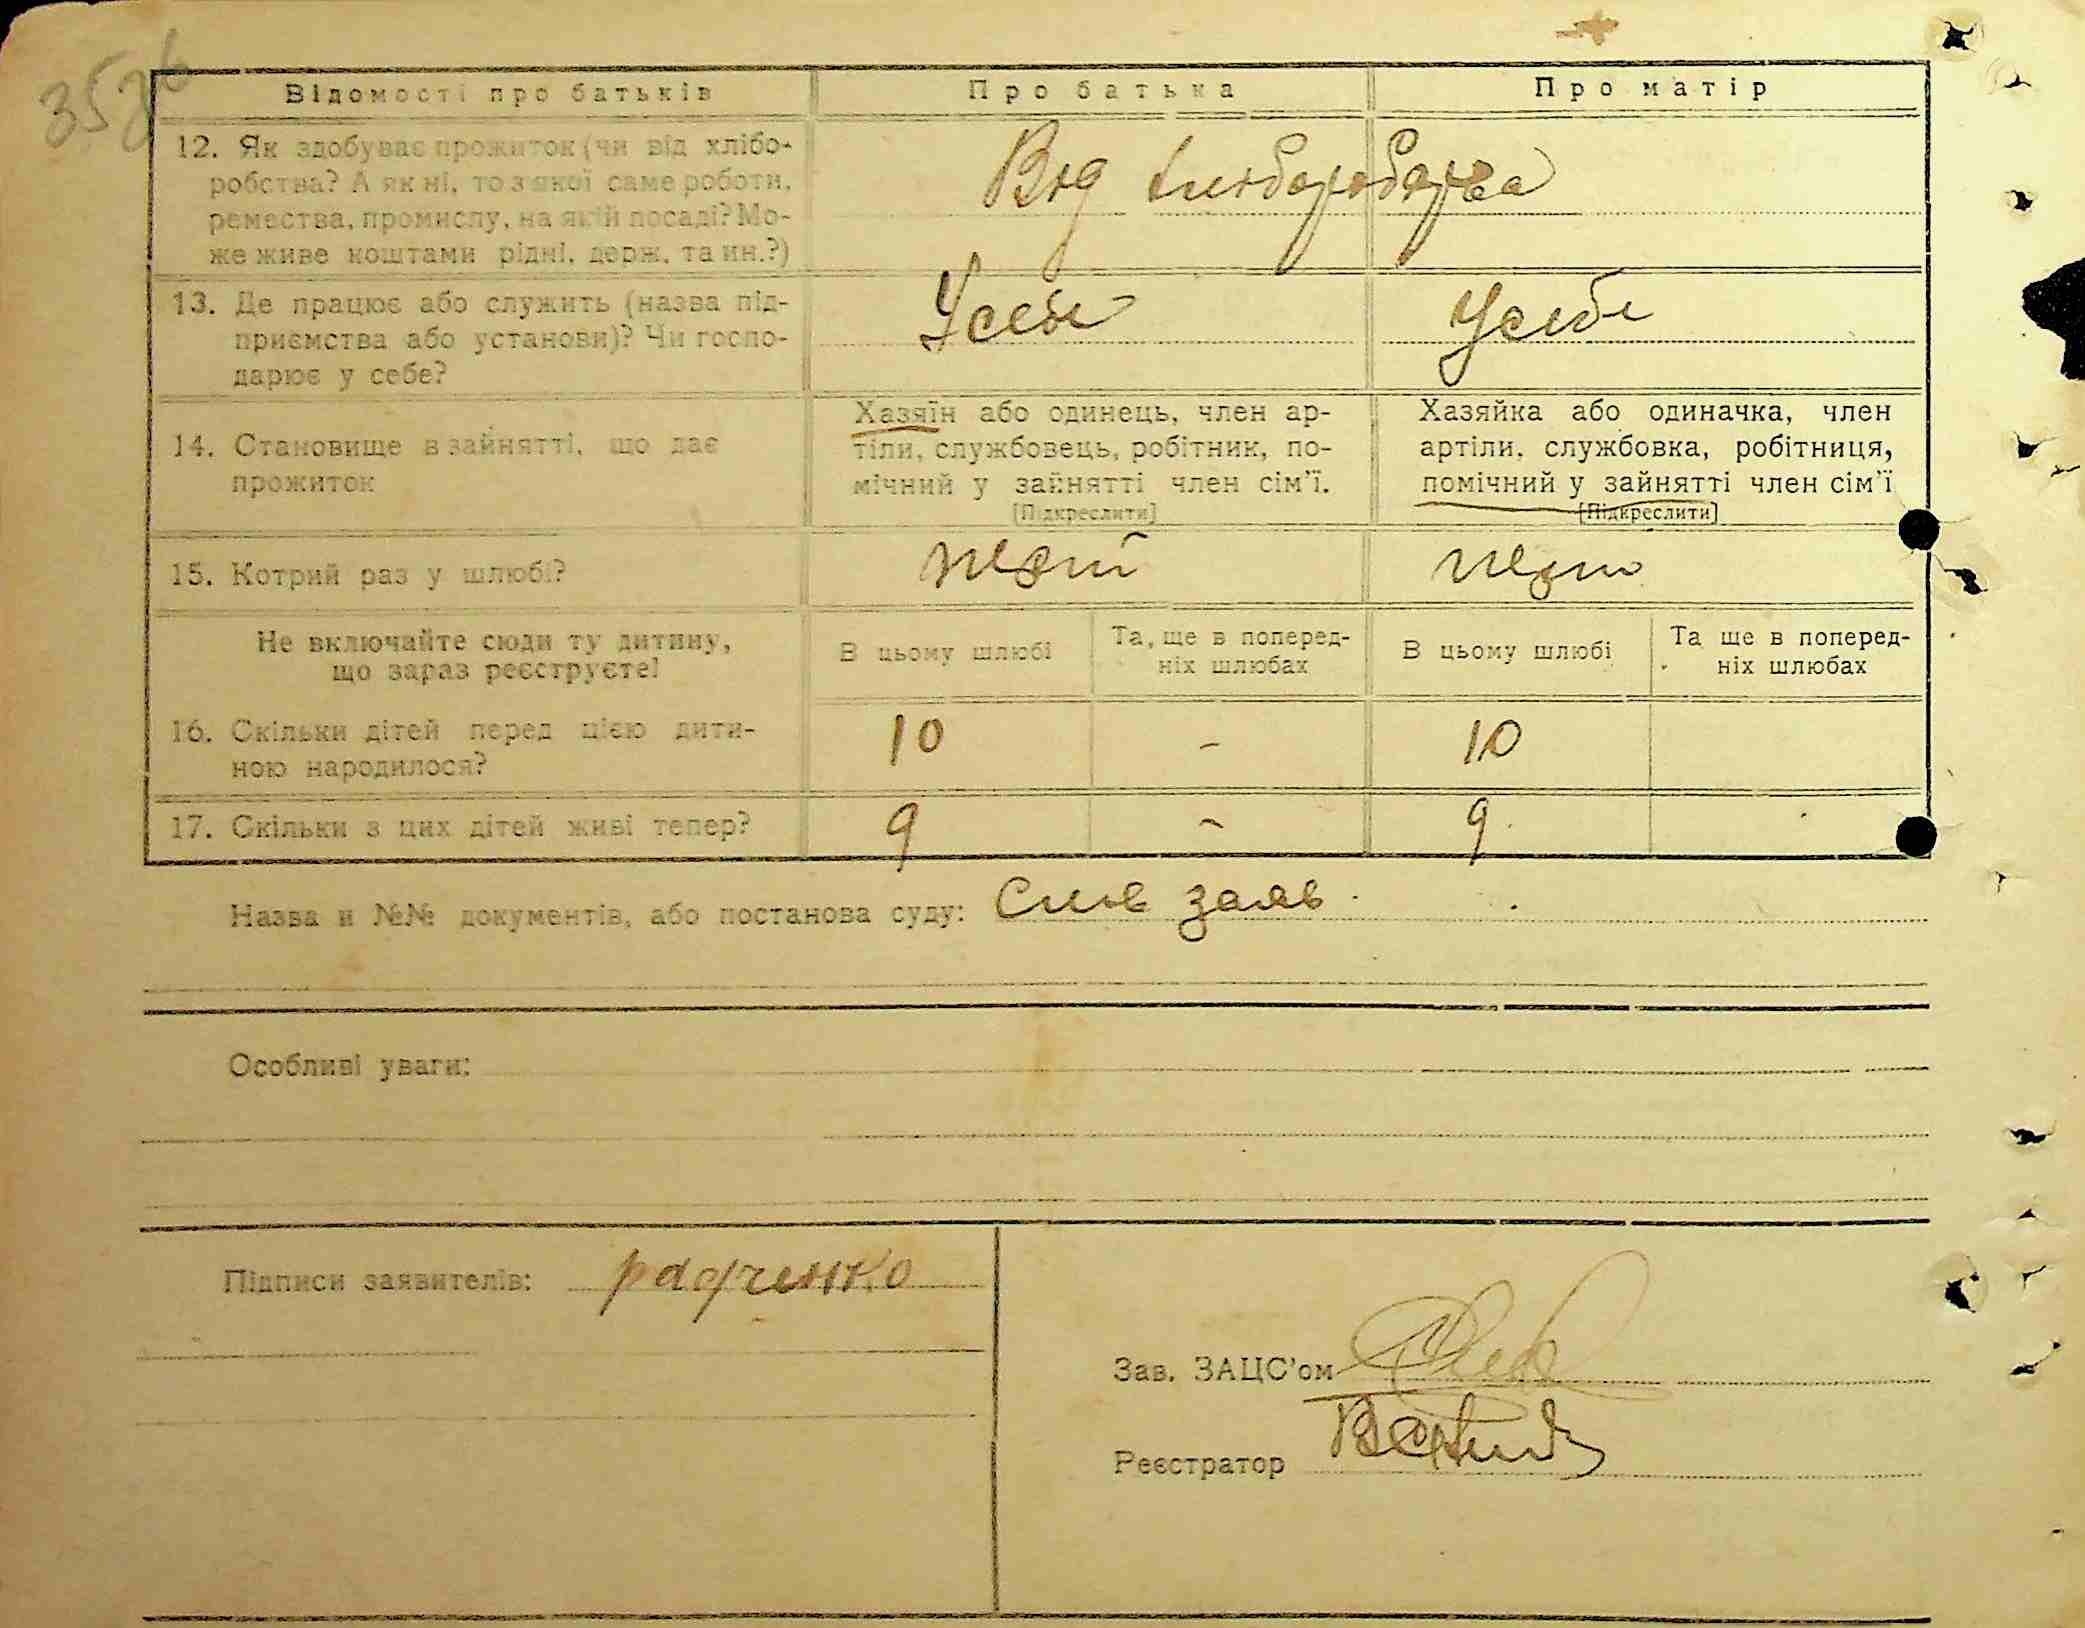 35зв
Відомості про батьків Про батька Про матір
12. Як здобуває прожиток (чи від хлібо-
робства? А як ні, то з якої саме роботи,
ремества, промислу, на якій посаді? Мо-
же живе коштами рідні, держ. та ин.?)
Від
13. Де працює або служить (назва під-
приємства або установи)? Чи госпо-
дарює у себе?
Усебе Усебе
14. Становище в зайнятті, що дає
прожиток
Хазяїн або одинець, член ар-
тіли, службовець, робітник, по-
мічний у зайнятті член сім'ї.
[Підкреслити]
Хазяйка або одиначка, член
артіли, службовка, робітниця,
помічний у зайнятті член сім'ї
[Підкреслити]
15. Котрий раз у шлюбі?
Не включайте сюди ту дитину,
що зараз реєструєте!
В цьому шлюбі
Та, ще в поперед-
ніх шлюбах
В цьому шлюбі
Та ще в поперед-
ніх шлюбах
16. Скільки дітей перед цією дити-
ною народилося?
10 - 10
17. Скільки з цих дітей живі тепер? 9 - 9
Назва и №№ документів, або постанова суду: заяв
Особливі уваги:
Підписи заявителів: радченко
Зав. ЗАЦС'ом
Реєстратор